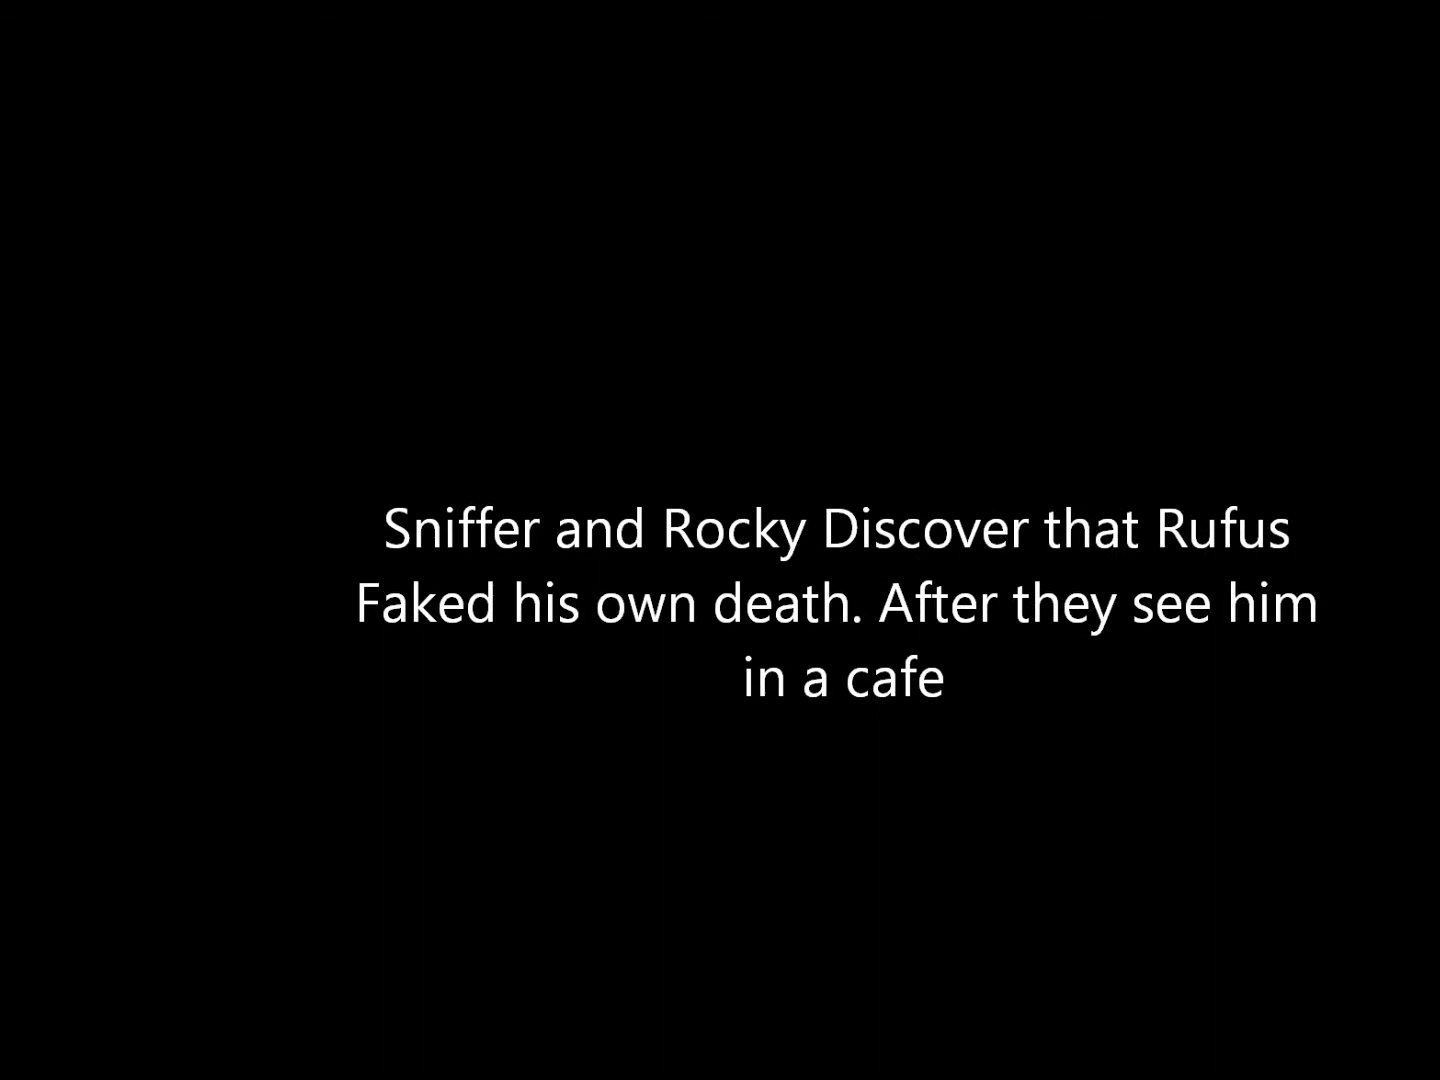 Sniffer and Rocky Discover that Rufus
Faked his own death. After they see him
in a cafe